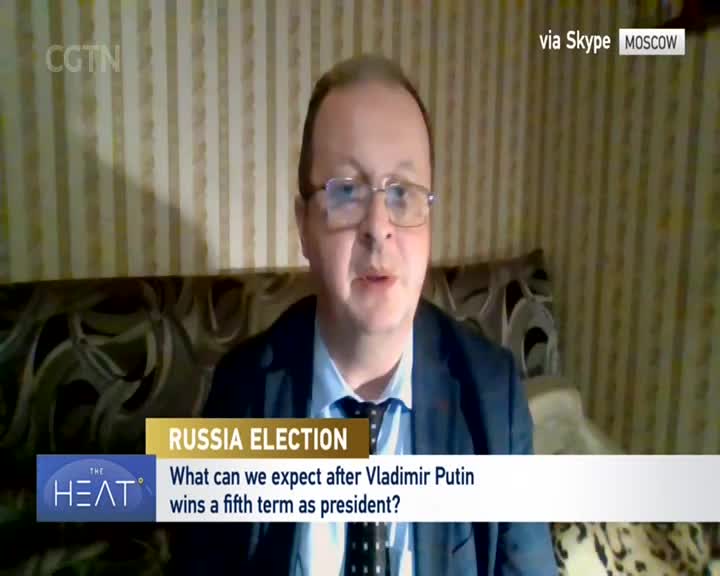 CGTN
via Skype MOSCOW
RUSSIA ELECTION
THE
HEAT
What can we expect after Vladimir Putin
wins a fifth term as president?